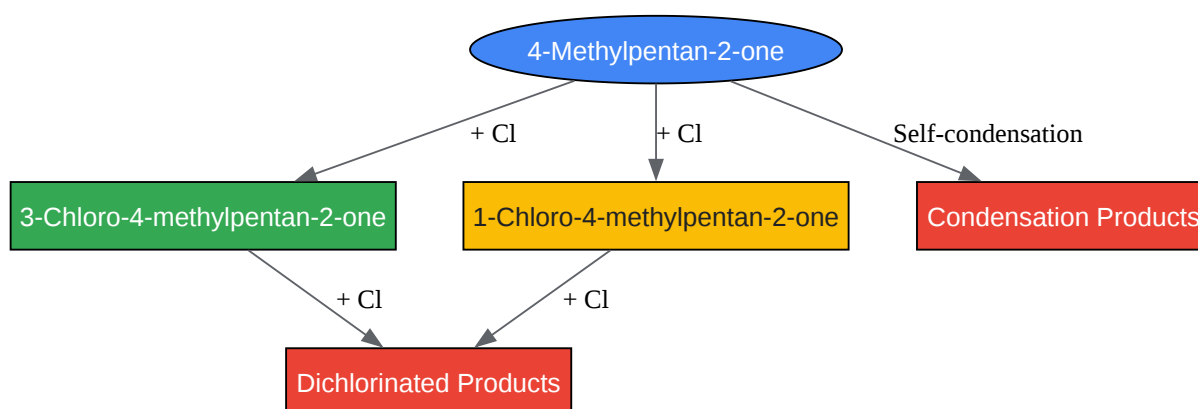 4-Methylpentan-2-one
+ Cl
+ Cl
Self-condensation
3-Chloro-4-methylpentan-2-one
1-Chloro-4-methylpentan-2-one
Condensation Products
+ Cl
+ Cl
Dichlorinated Products